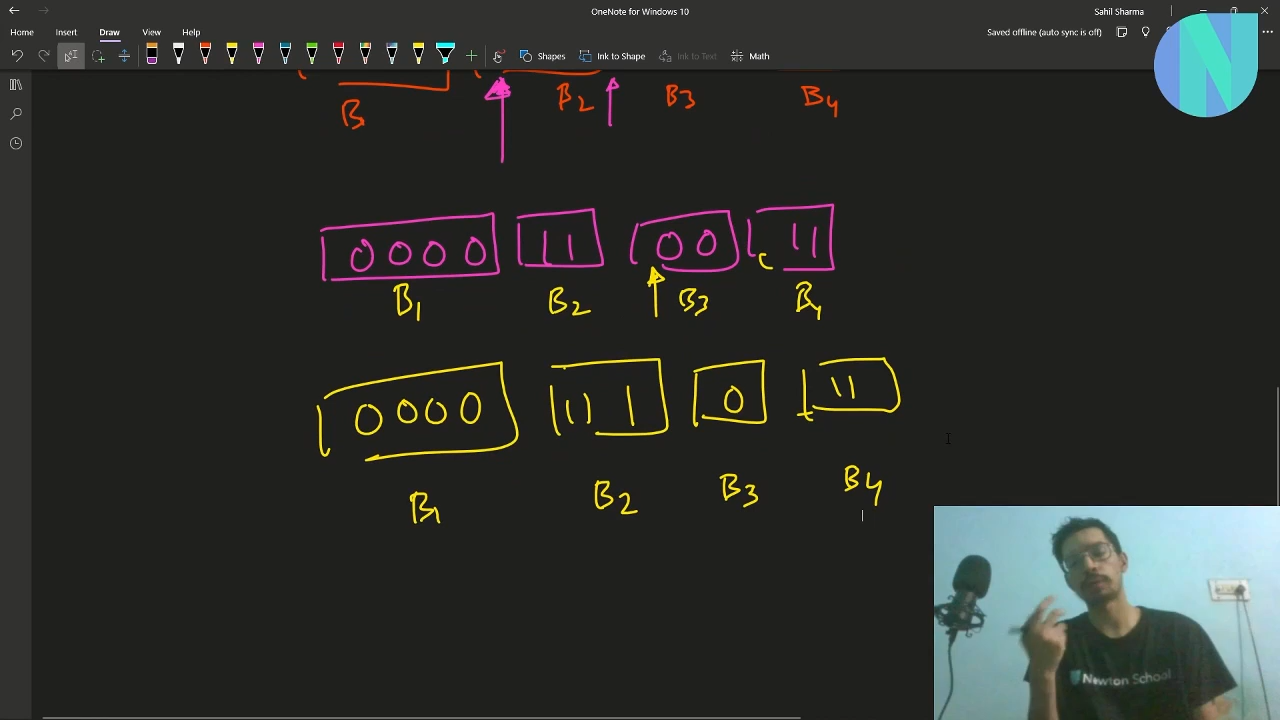 OneNote for Windows 10
Sahil Sharma
Home Insert Draw View Help
Saved offline (auto sync is off)
Shapes Ink to Shape Ink to Text Math
B B2 B3 B4
0000 11 00 11
B1 B2 B3 B4
0000 111 0 11
B1 B2 B3 B4
Newton School